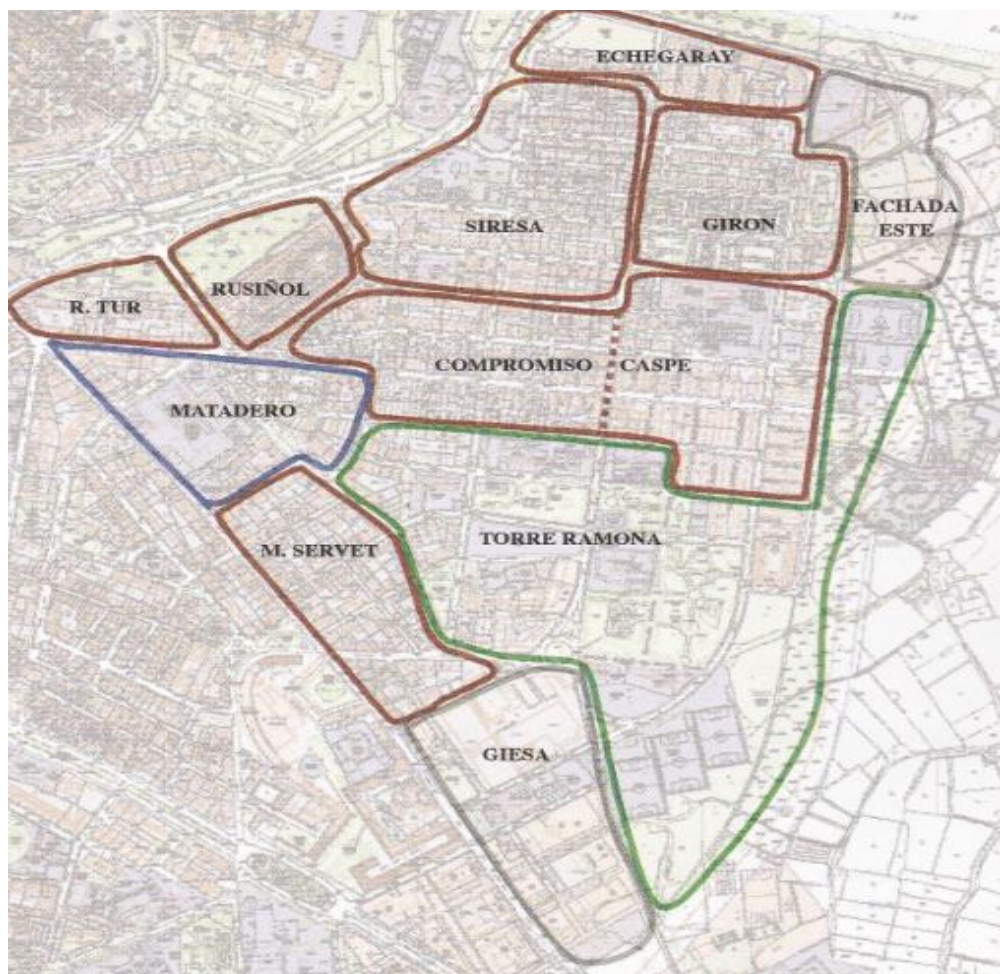 ECHEGARAY
SIRESA
GIRON
FACHADA
ESTE
RUSIÑOL
R. TUR
COMPROMISO CASPE
MATADERO
M. SERVET
TORRE RAMONA
GIESA